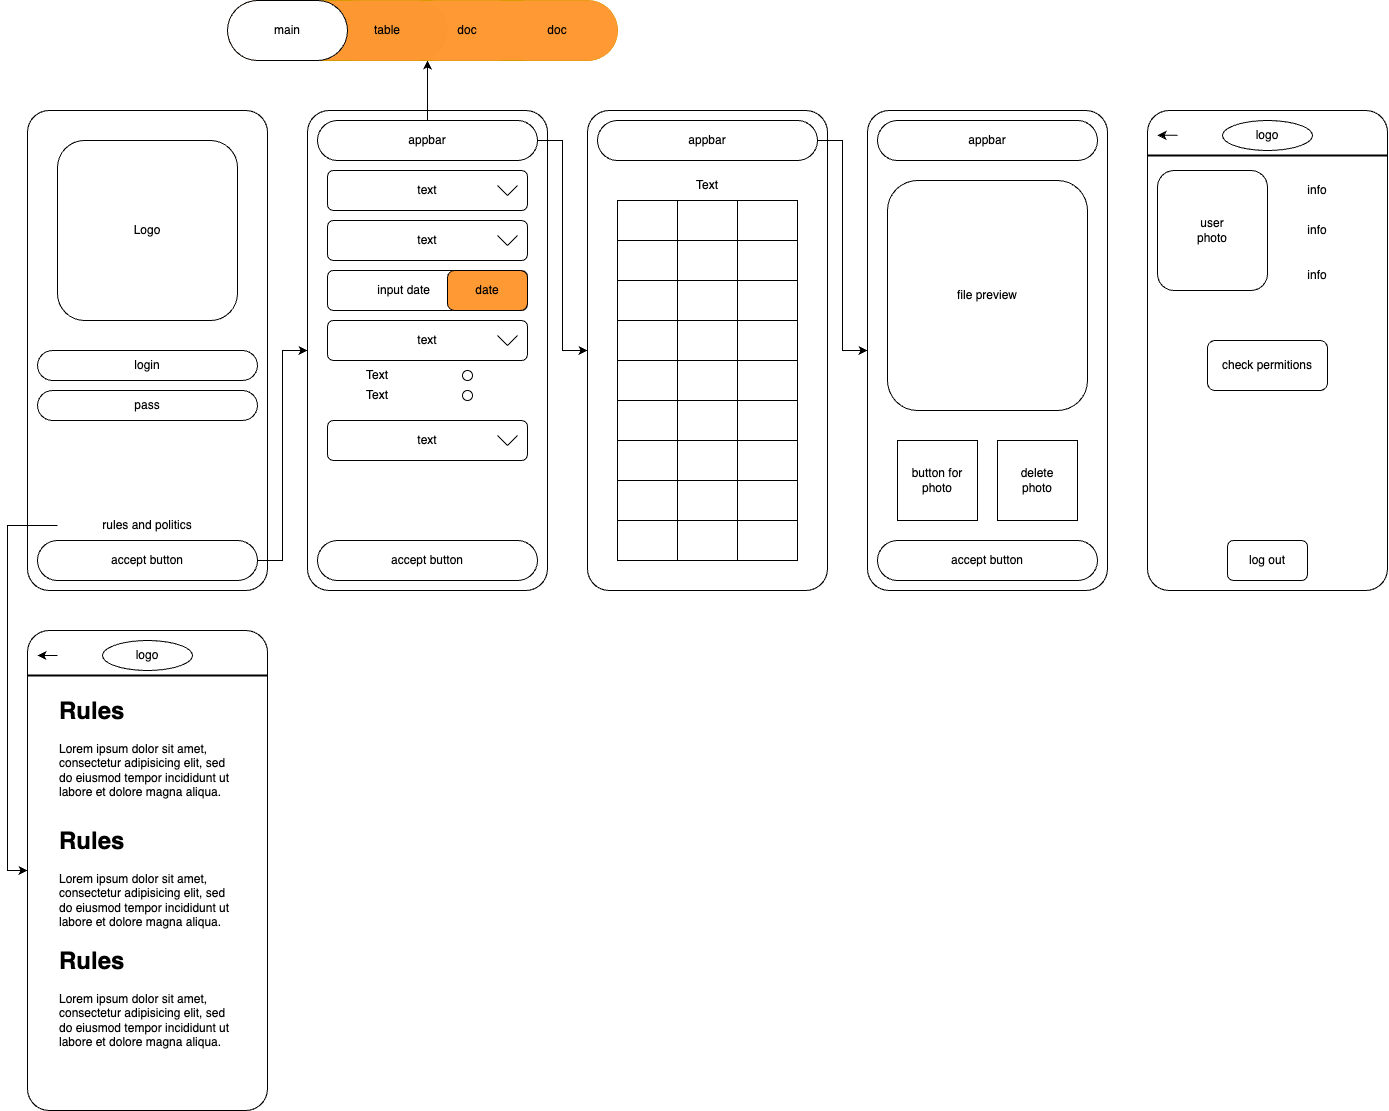 main
table
doc
doc
Logo
login
pass
rules and politics
accept button
appbar
text
text
input date
date
text
Text
Text
text
accept button
appbar
Text
appbar
file preview
button for
photo
delete
photo
accept button
logo
user
photo
info
info
info
check permitions
log out
logo
Rules
Lorem ipsum dolor sit amet,
consectetur adipisicing elit, sed
do eiusmod tempor incididunt ut
labore et dolore magna aliqua.
Rules
Lorem ipsum dolor sit amet,
consectetur adipisicing elit, sed
do eiusmod tempor incididunt ut
labore et dolore magna aliqua.
Rules
Lorem ipsum dolor sit amet,
consectetur adipisicing elit, sed
do eiusmod tempor incididunt ut
labore et dolore magna aliqua.